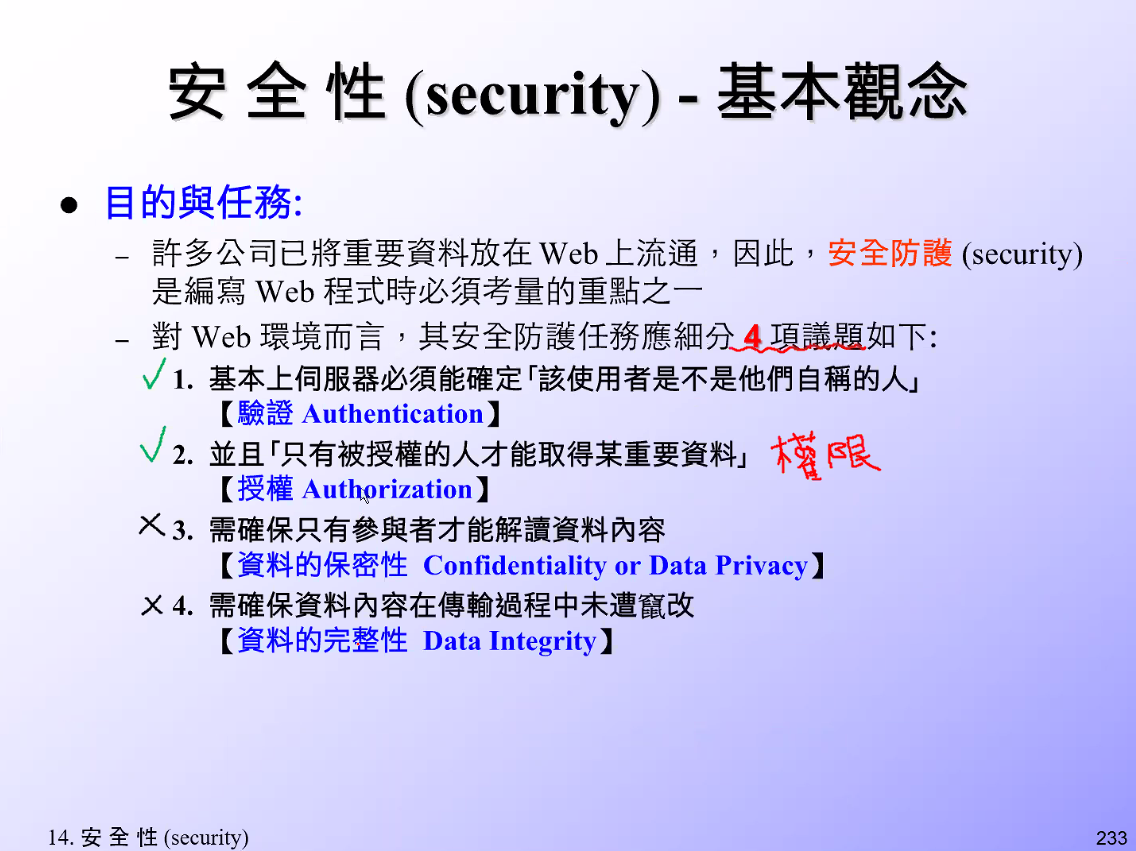 安 全 性 (security) - 基本觀念
● 目的與任務:
– 許多公司已將重要資料放在 Web 上流通，因此，安全防護 (security)
是編寫 Web 程式時必須考量的重點之一
– 對 Web 環境而言，其安全防護任務應細分 4 項議題如下:
✓ 1. 基本上伺服器必須能確定｢該使用者是不是他們自稱的人｣
【驗證 Authentication】
✓ 2. 並且｢只有被授權的人才能取得某重要資料｣ 權限
【授權 Authorization】
✕ 3. 需確保只有參與者才能解讀資料內容
【資料的保密性 Confidentiality or Data Privacy】
✕ 4. 需確保資料內容在傳輸過程中未遭竄改
【資料的完整性 Data Integrity】
14. 安 全 性 (security)
233